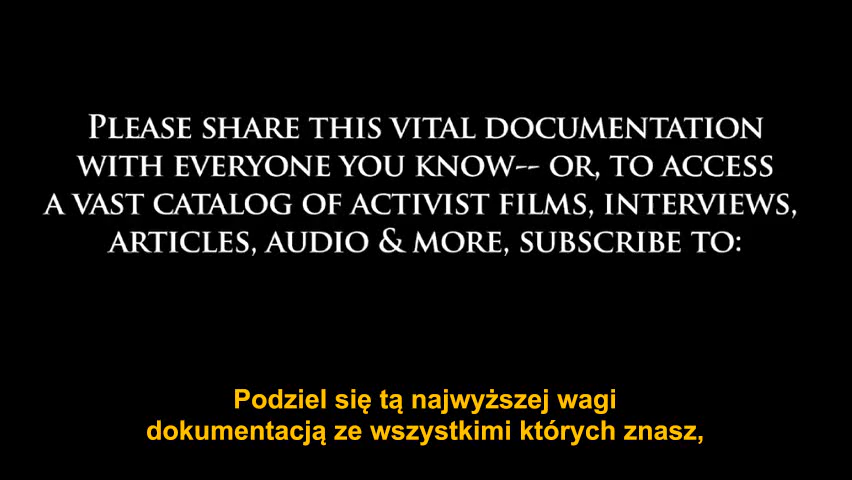 Please share this vital documentation
with everyone you know-- or, to access
a vast catalog of activist films, interviews,
articles, audio & more, subscribe to:
Podziel się tą najwyższej wagi
dokumentacją ze wszystkimi których znasz,